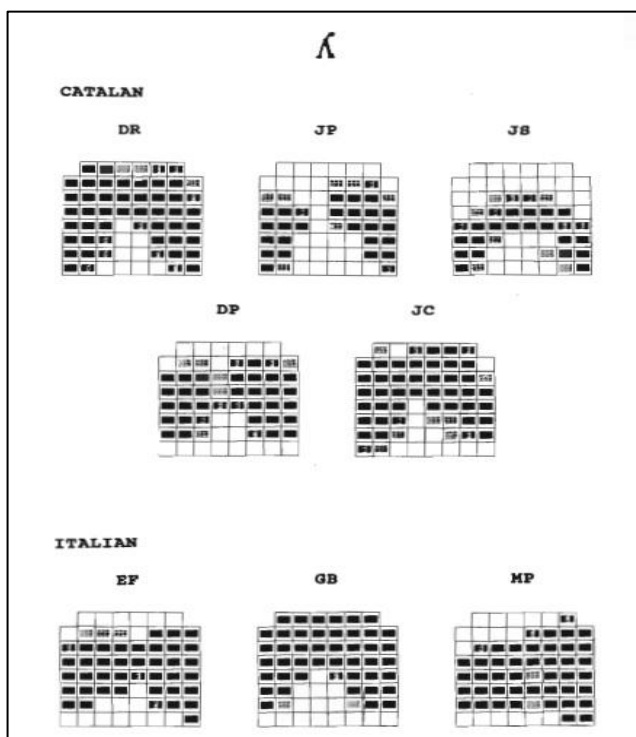 ʎ
CATALAN
DR JP JS
DP JC
ITALIAN
EF GB MP